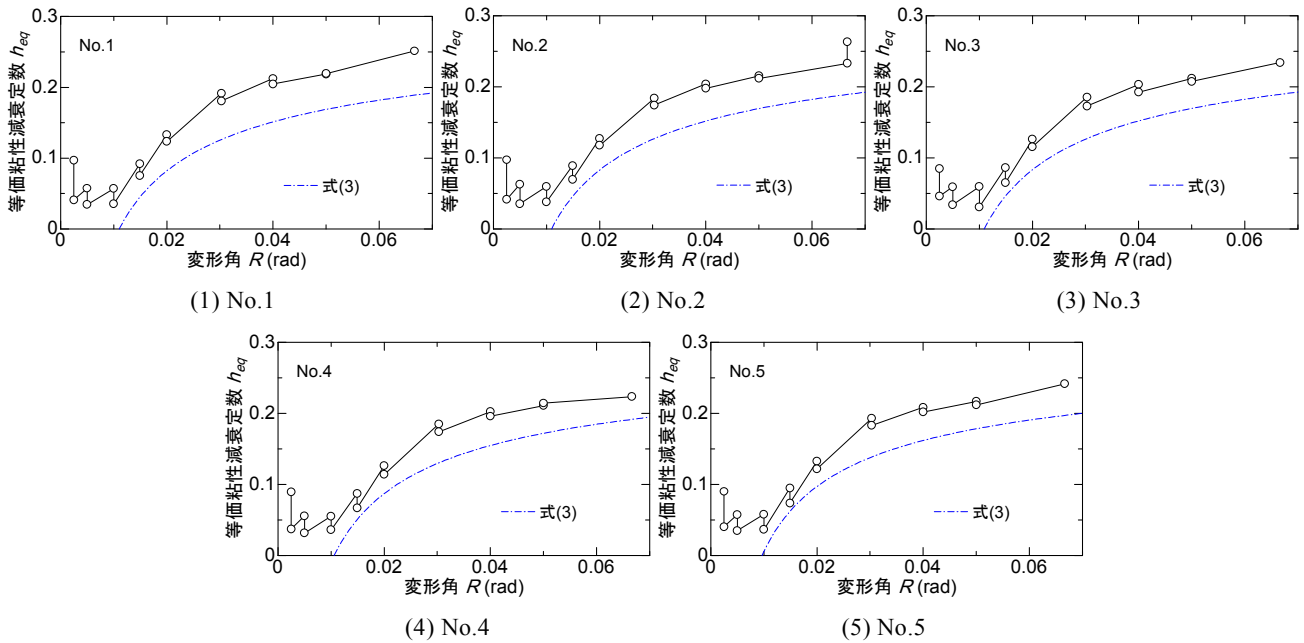 0.3
0.2
0.1
0
等価粘性減衰定数 heq
No.1
式(3)
0 0.02 0.04 0.06
変形角 R (rad)
(1) No.1
0.3
0.2
0.1
0
等価粘性減衰定数 heq
No.2
式(3)
0 0.02 0.04 0.06
変形角 R (rad)
(2) No.2
0.3
0.2
0.1
0
等価粘性減衰定数 heq
No.3
式(3)
0 0.02 0.04 0.06
変形角 R (rad)
(3) No.3
0.3
0.2
0.1
0
等価粘性減衰定数 heq
No.4
式(3)
0 0.02 0.04 0.06
変形角 R (rad)
(4) No.4
0.3
0.2
0.1
0
等価粘性減衰定数 heq
No.5
式(3)
0 0.02 0.04 0.06
変形角 R (rad)
(5) No.5